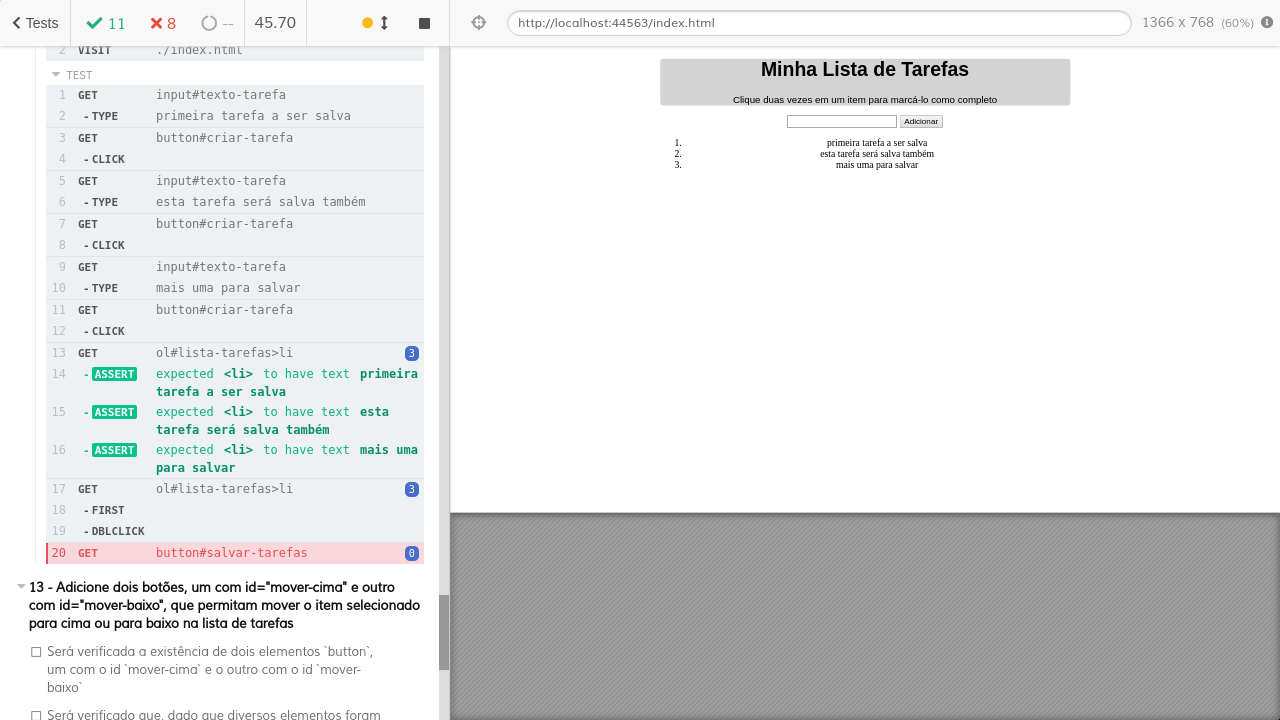 Tests 11 8 -- 45.70 http://localhost:44563/index.html 1366 x 768 (60%)
2 VISIT ./index.html
TEST
1 GET input#texto-tarefa
2 -TYPE primeira tarefa a ser salva
3 GET button#criar-tarefa
4 -CLICK
5 GET input#texto-tarefa
6 -TYPE esta tarefa será salva também
7 GET button#criar-tarefa
8 -CLICK
9 GET input#texto-tarefa
10 -TYPE mais uma para salvar
11 GET button#criar-tarefa
12 -CLICK
13 GET ol#lista-tarefas>li 3
14 -ASSERT expected <li> to have text primeira
tarefa a ser salva
15 -ASSERT expected <li> to have text esta
tarefa será salva também
16 -ASSERT expected <li> to have text mais uma
para salvar
17 GET ol#lista-tarefas>li 3
18 -FIRST
19 -DBLCLICK
20 GET button#salvar-tarefas 0
13 - Adicione dois botões, um com id="mover-cima" e outro
com id="mover-baixo", que permitam mover o item selecionado
para cima ou para baixo na lista de tarefas
Será verificada a existência de dois elementos `button`,
um com o id `mover-cima` e o outro com o id `mover-
baixo`
Será verificado que, dado que diversos elementos foram
Minha Lista de Tarefas
Clique duas vezes em um item para marcá-lo como completo
Adicionar
1. primeira tarefa a ser salva
2. esta tarefa será salva também
3. mais uma para salvar